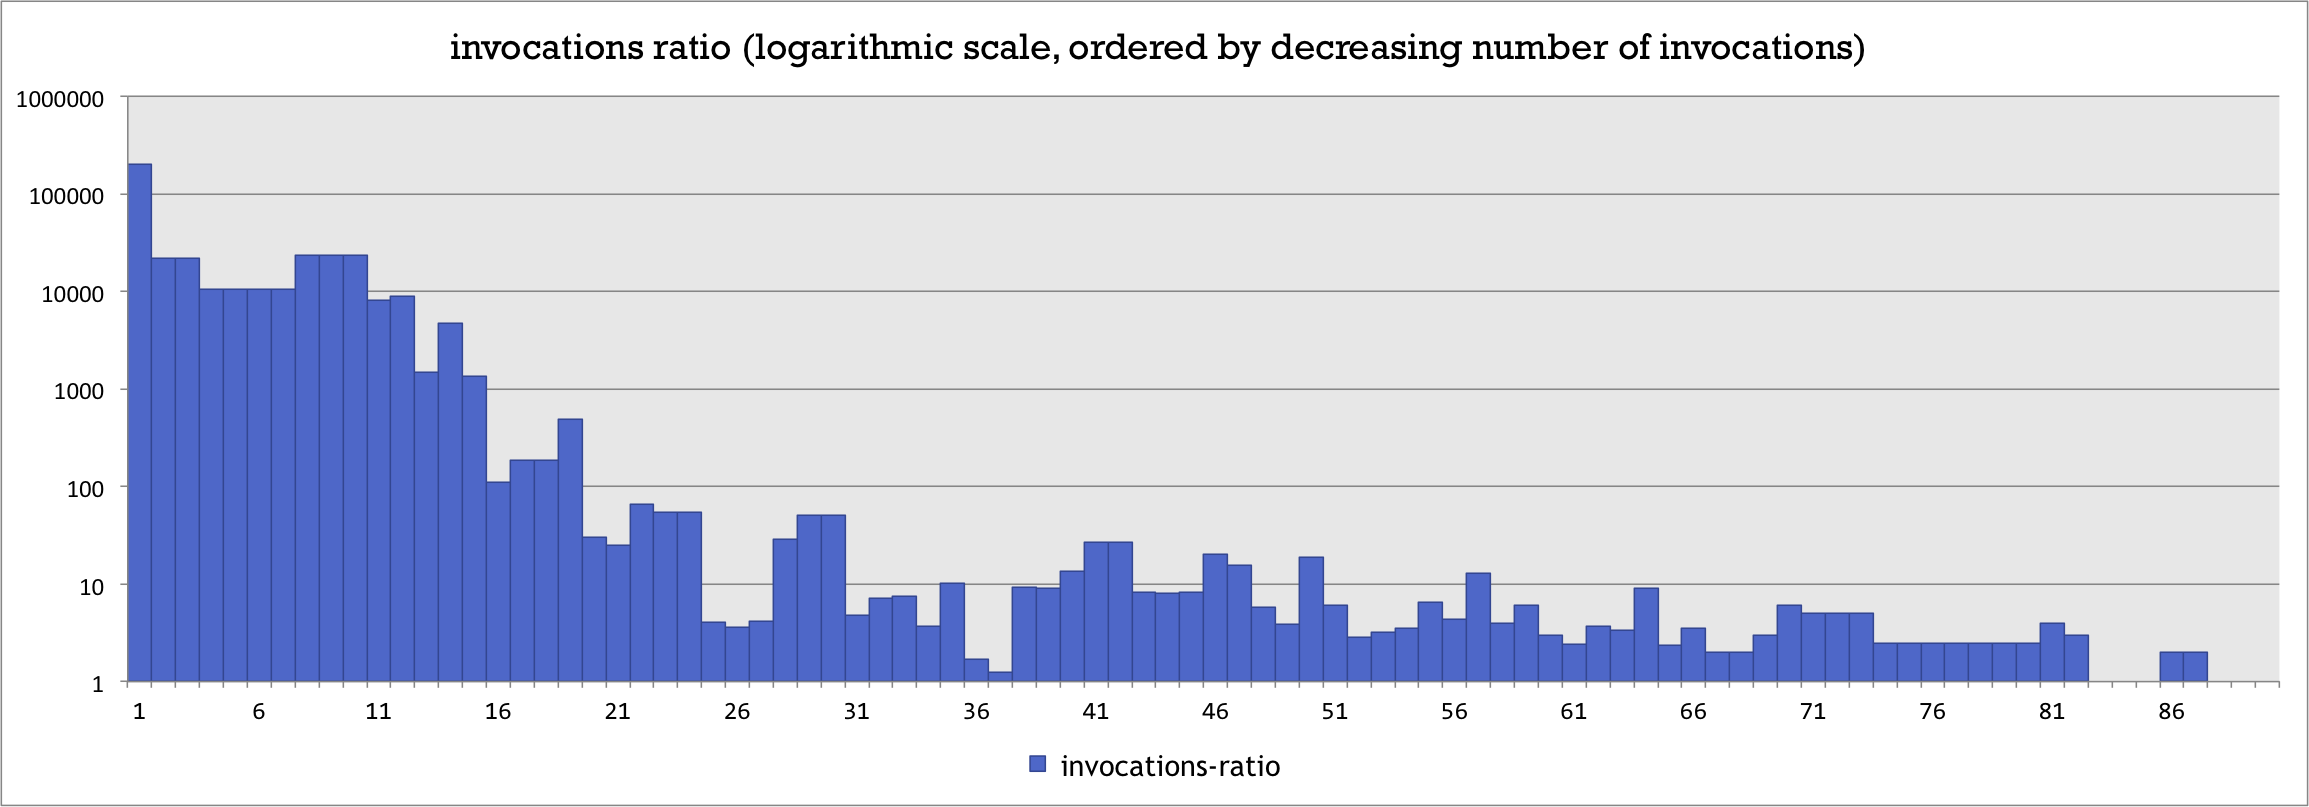 invocations ratio (logarithmic scale, ordered by decreasing number of invocations)
1000000
100000
10000
1000
100
10
1
1 6 11 16 21 26 31 36 41 46 51 56 61 66 71 76 81 86
invocations-ratio